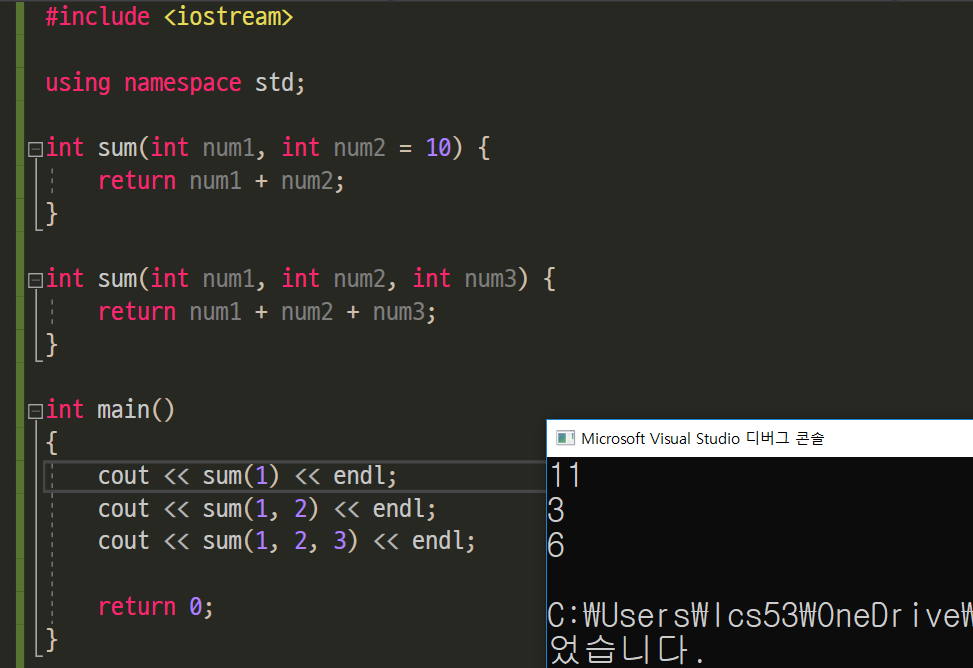 #include <iostream>
using namespace std;
int sum(int num1, int num2 = 10) {
return num1 + num2;
}
int sum(int num1, int num2, int num3) {
return num1 + num2 + num3;
}
int main()
{
cout << sum(1) << endl;
cout << sum(1, 2) << endl;
cout << sum(1, 2, 3) << endl;
return 0;
}
Microsoft Visual Studio 디버그 콘솔
11
3
6
C:₩Users₩lcs53₩OneDrive₩
었습니다.